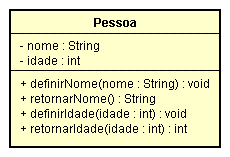 Pessoa
- nome : String
- idade : int
+ definirNome(nome : String) : void
+ retornarNome() : String
+ definirIdade(idade : int) : void
+ retornarIdade(idade : int) : int